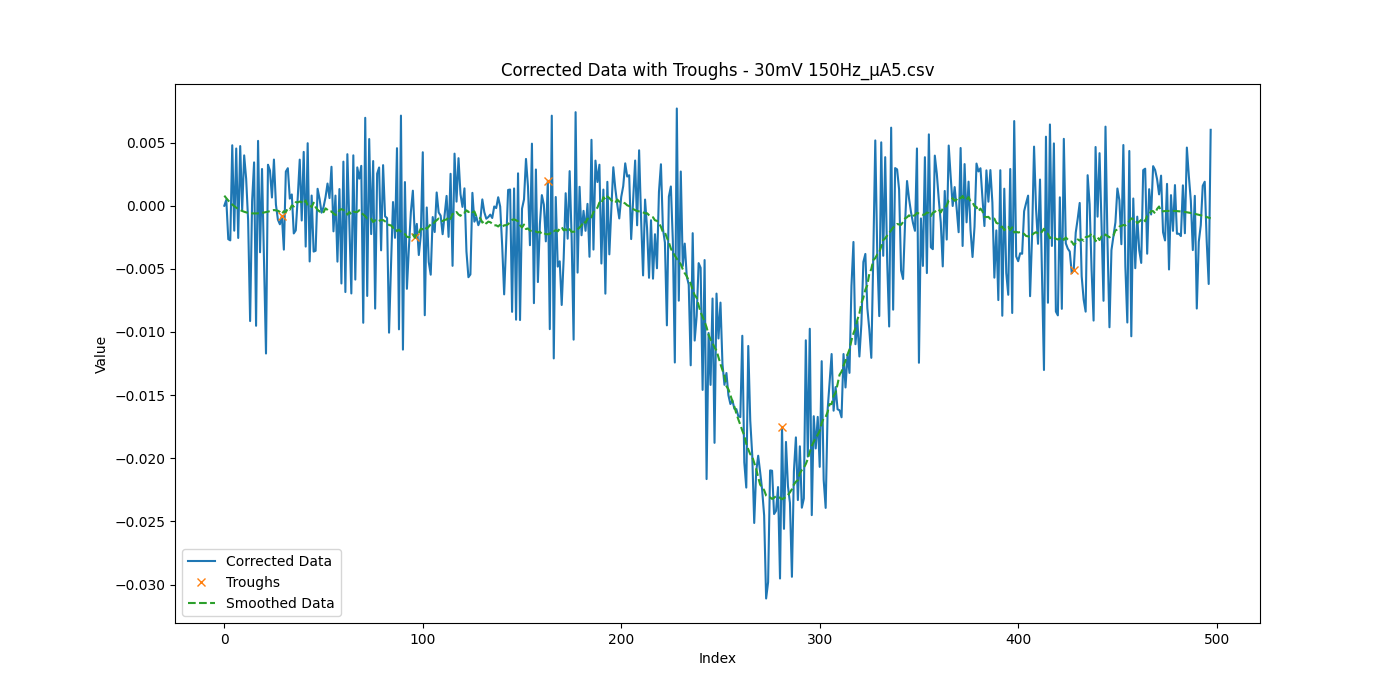 Corrected Data with Troughs - 30mV 150Hz_µA5.csv
Value
0.005
0.000
−0.005
−0.010
−0.015
−0.020
−0.025
−0.030
Corrected Data
Troughs
Smoothed Data
0 100 200 300 400 500
Index